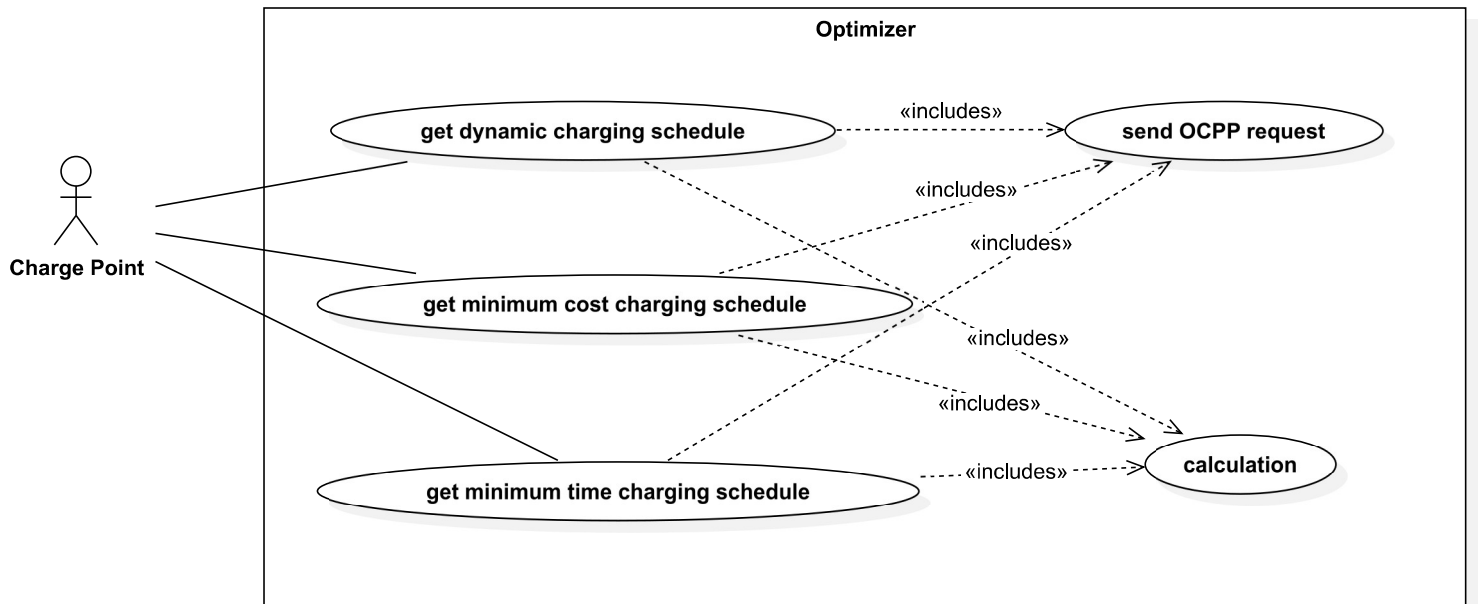 Optimizer
get dynamic charging schedule
«includes»
send OCPP request
«includes»
«includes»
Charge Point
get minimum cost charging schedule
«includes»
«includes»
get minimum time charging schedule
«includes»
calculation